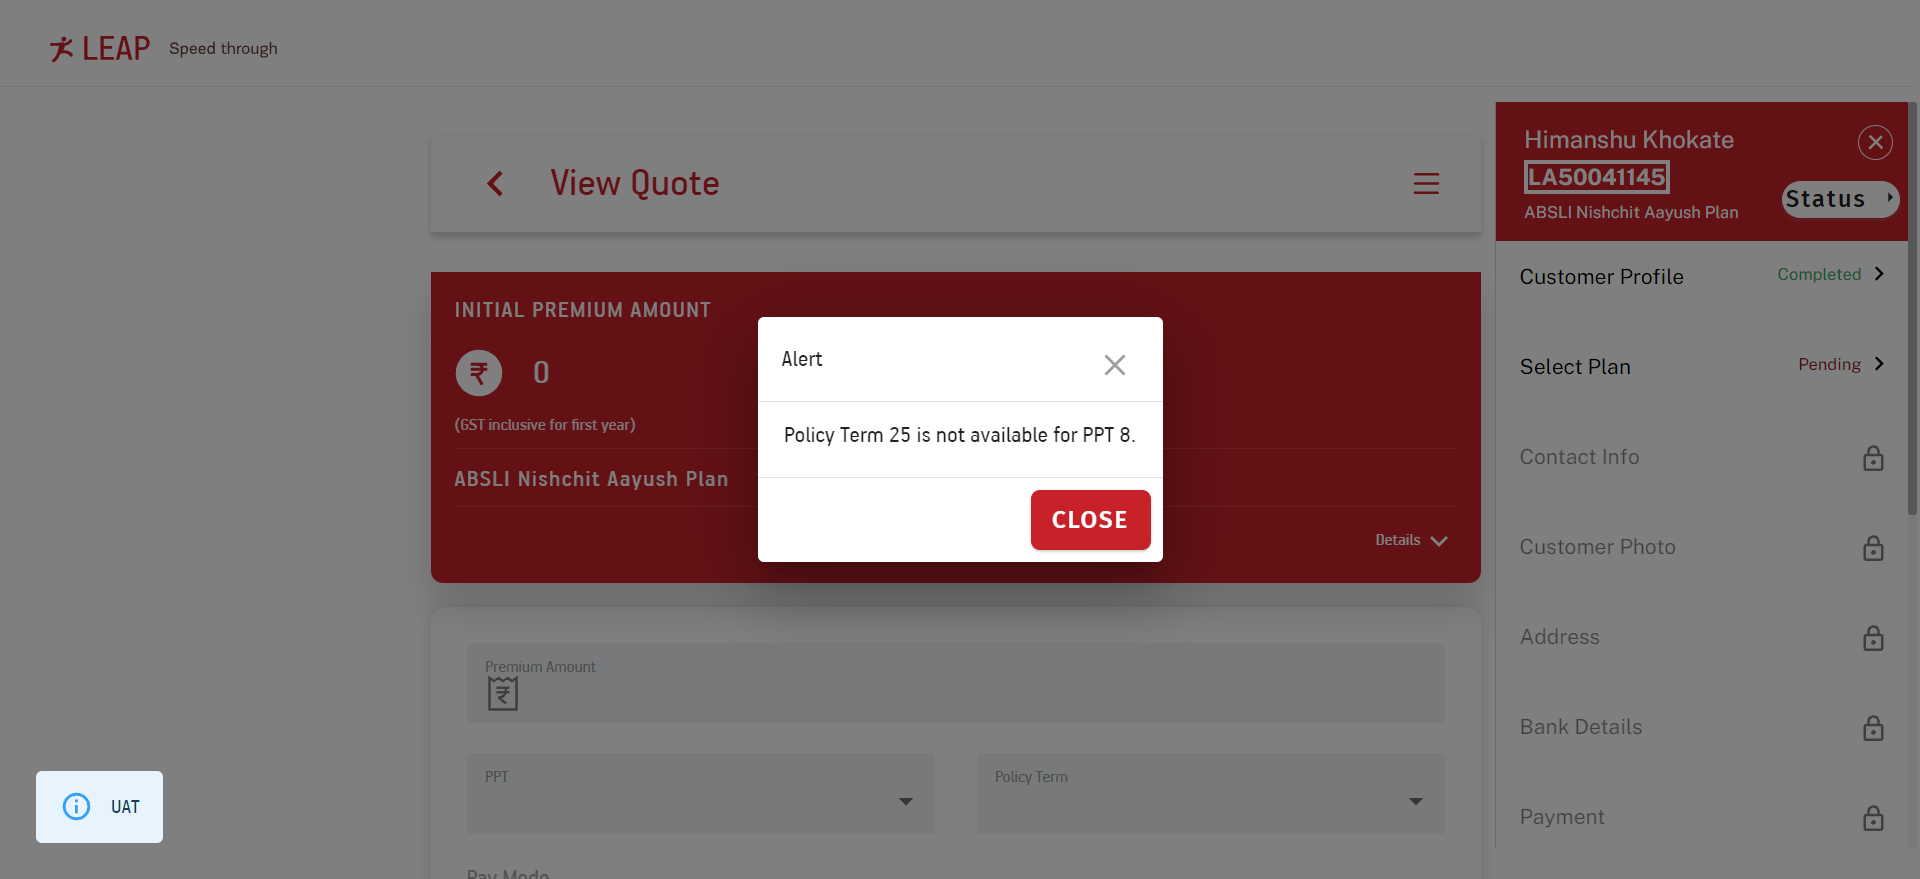 LEAP Speed through
View Quote
INITIAL PREMIUM AMOUNT
₹ 0
(GST inclusive for first year)
ABSLI Nishchit Aayush Plan
Details
Premium Amount
₹
PPT
Policy Term
Pay Mode
Alert
Policy Term 25 is not available for PPT 8.
CLOSE
Himanshu Khokate
LA50041145
ABSLI Nishchit Aayush Plan
Status
Customer Profile Completed
Select Plan Pending
Contact Info
Customer Photo
Address
Bank Details
Payment
UAT